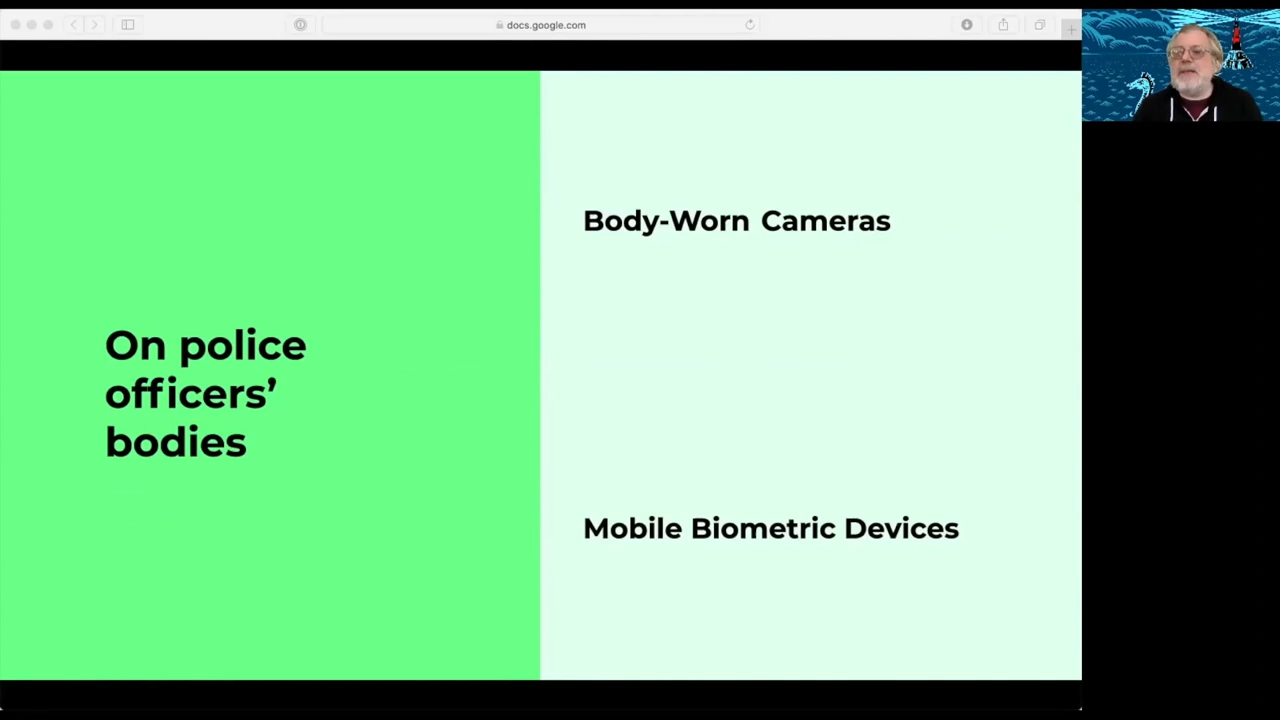 docs.google.com
On police
officers’
bodies
Body-Worn Cameras
Mobile Biometric Devices